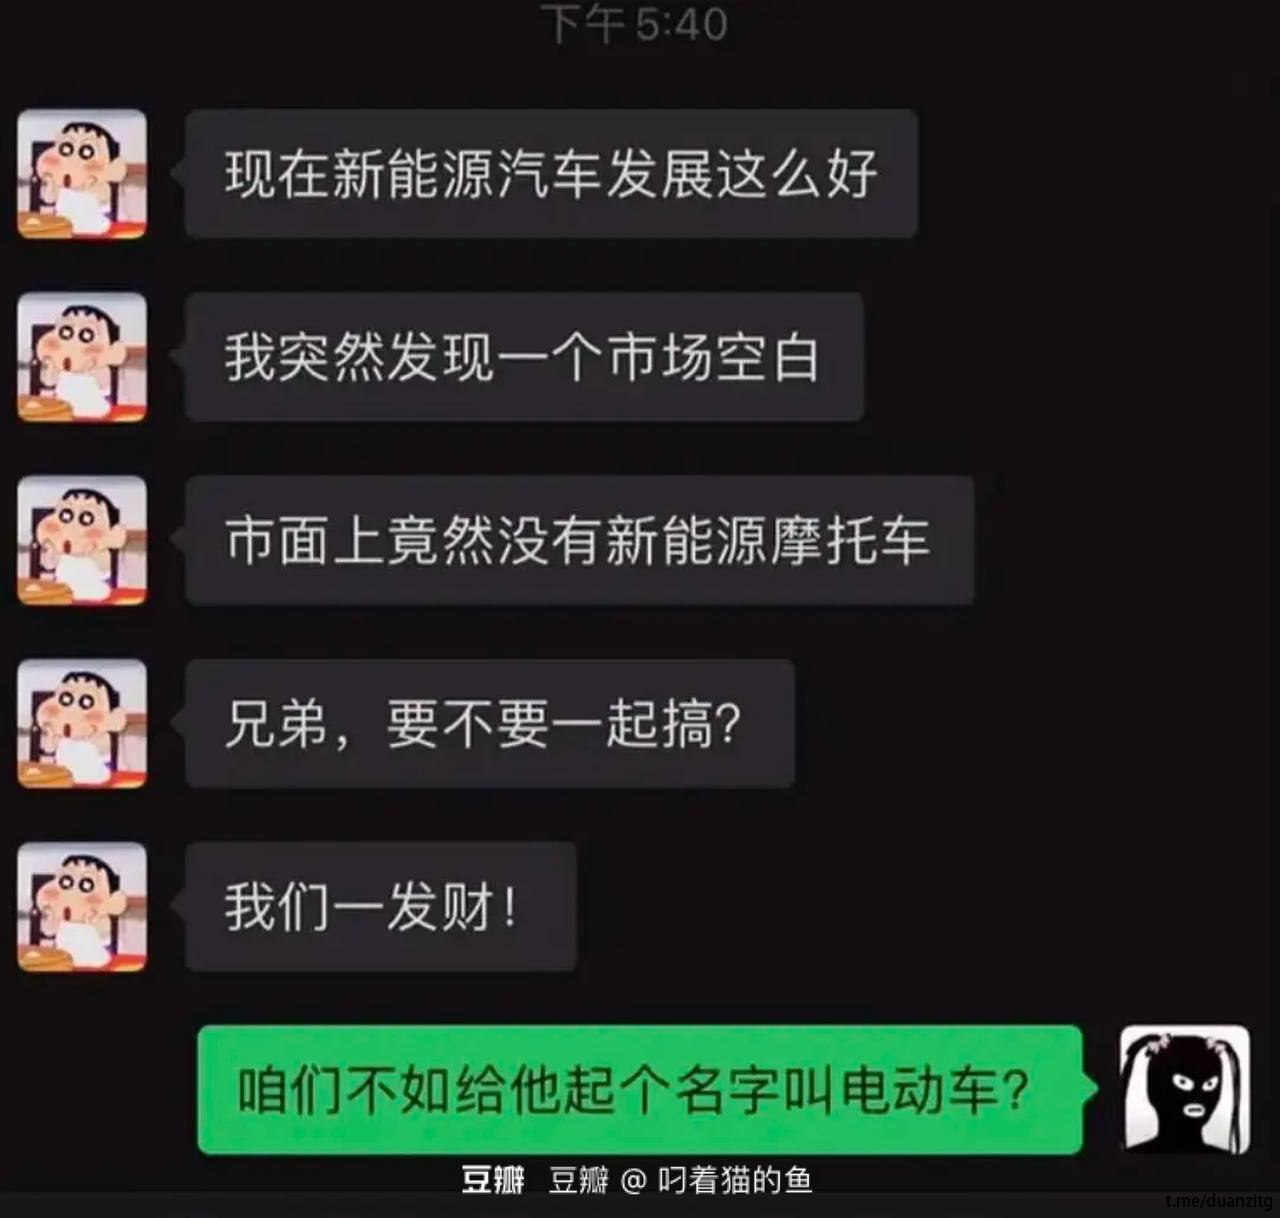 下午 5:40
现在新能源汽车发展这么好
我突然发现一个市场空白
市面上竟然没有新能源摩托车
兄弟，要不要一起搞？
我们一发财！
咱们不如给他起个名字叫电动车？
豆瓣 豆瓣 @ 叼着猫的鱼
t.me/duanzitg